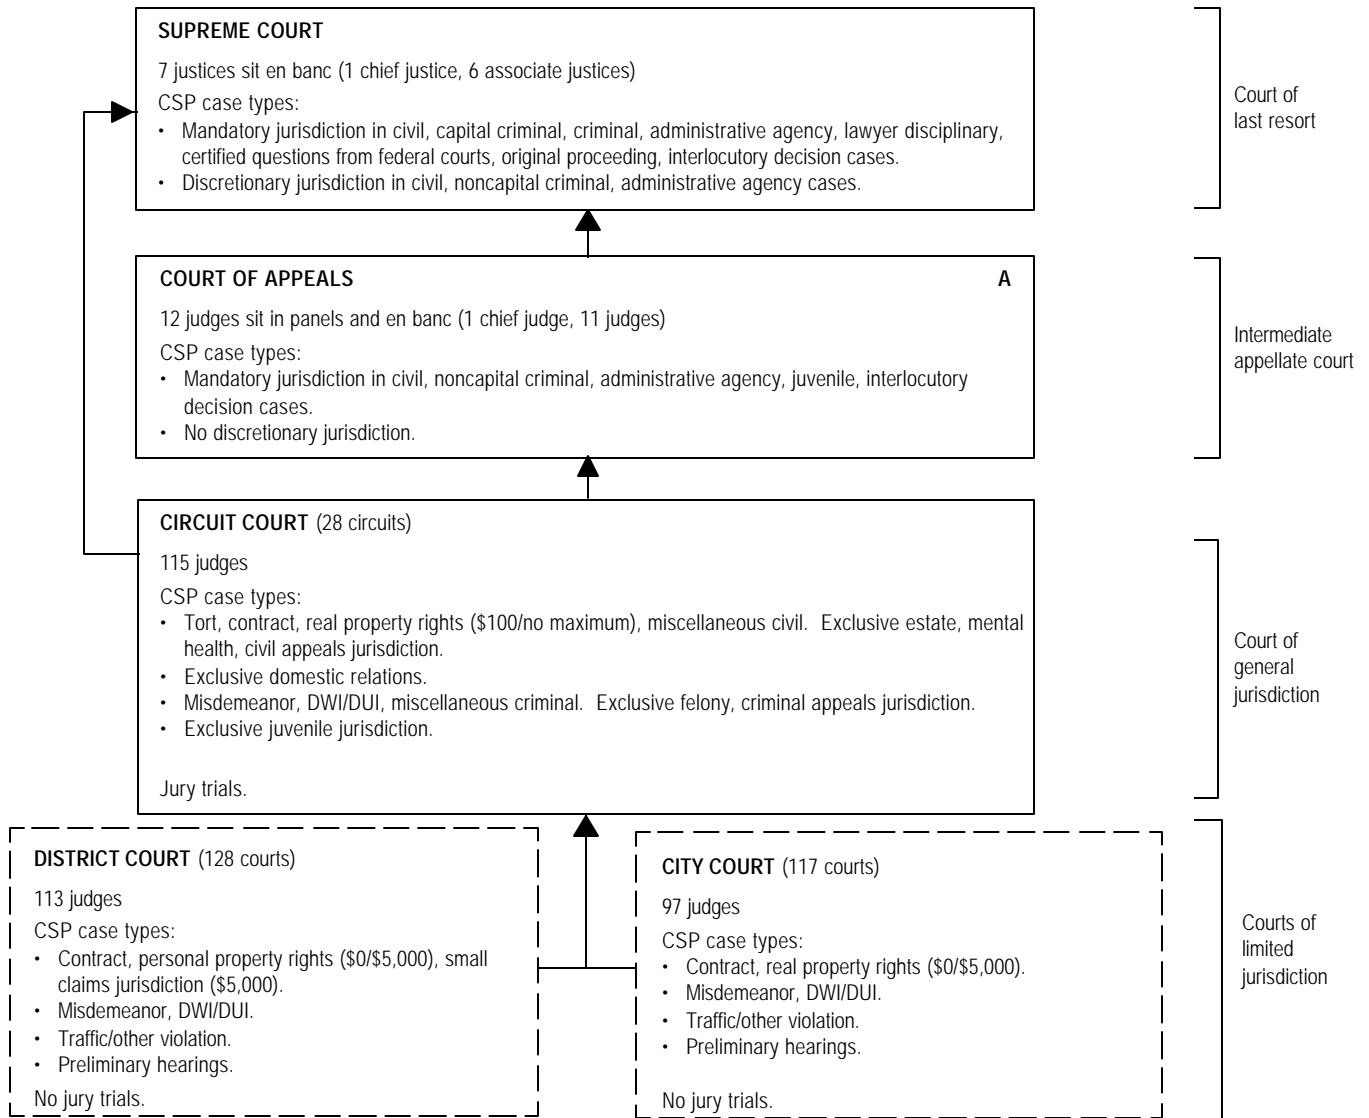 SUPREME COURT
7 justices sit en banc (1 chief justice, 6 associate justices)
CSP case types:
• Mandatory jurisdiction in civil, capital criminal, criminal, administrative agency, lawyer disciplinary,
certified questions from federal courts, original proceeding, interlocutory decision cases.
• Discretionary jurisdiction in civil, noncapital criminal, administrative agency cases.
Court of
last resort
COURT OF APPEALS A
12 judges sit in panels and en banc (1 chief judge, 11 judges)
CSP case types:
• Mandatory jurisdiction in civil, noncapital criminal, administrative agency, juvenile, interlocutory
decision cases.
• No discretionary jurisdiction.
Intermediate
appellate court
CIRCUIT COURT (28 circuits)
115 judges
CSP case types:
• Tort, contract, real property rights ($100/no maximum), miscellaneous civil. Exclusive estate, mental
health, civil appeals jurisdiction.
• Exclusive domestic relations.
• Misdemeanor, DWI/DUI, miscellaneous criminal. Exclusive felony, criminal appeals jurisdiction.
• Exclusive juvenile jurisdiction.
Jury trials.
Court of
general
jurisdiction
DISTRICT COURT (128 courts)
113 judges
CSP case types:
• Contract, personal property rights ($0/$5,000), small
claims jurisdiction ($5,000).
• Misdemeanor, DWI/DUI.
• Traffic/other violation.
• Preliminary hearings.
No jury trials.
CITY COURT (117 courts)
97 judges
CSP case types:
• Contract, real property rights ($0/$5,000).
• Misdemeanor, DWI/DUI.
• Traffic/other violation.
• Preliminary hearings.
No jury trials.
Courts of
limited
jurisdiction